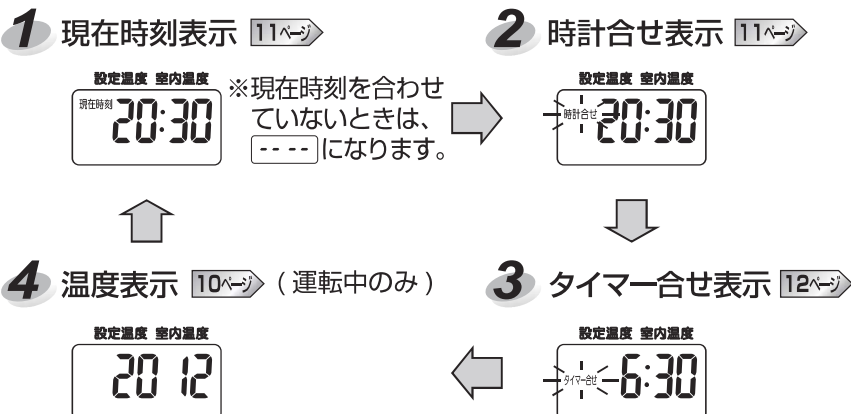 1 現在時刻表示 11ページ
設定温度 室内温度
現在時刻 20:30
※現在時刻を合わせ
ていないときは、
---- になります。
2 時計合せ表示 11ページ
設定温度 室内温度
時計合せ 20:30
4 温度表示 10ページ (運転中のみ)
設定温度 室内温度
20 12
3 タイマー合せ表示 12ページ
設定温度 室内温度
タイマー合せ 6:30